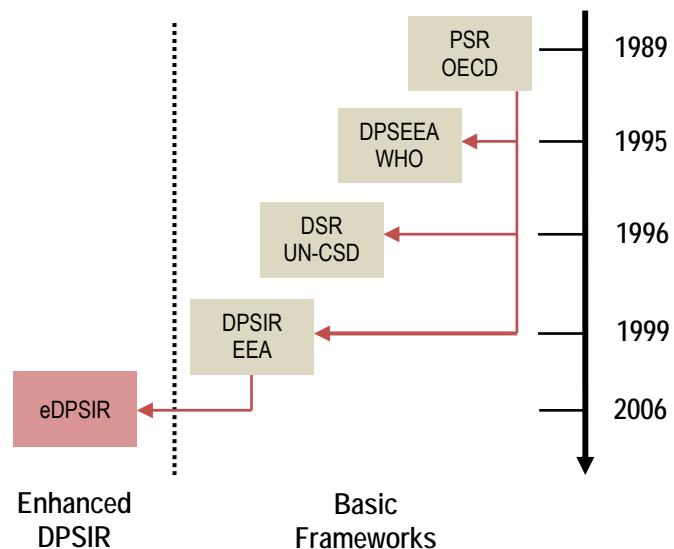 PSR
OECD
1989
DPSEEA
WHO
1995
DSR
UN-CSD
1996
DPSIR
EEA
1999
eDPSIR
2006
Enhanced
DPSIR
Basic
Frameworks